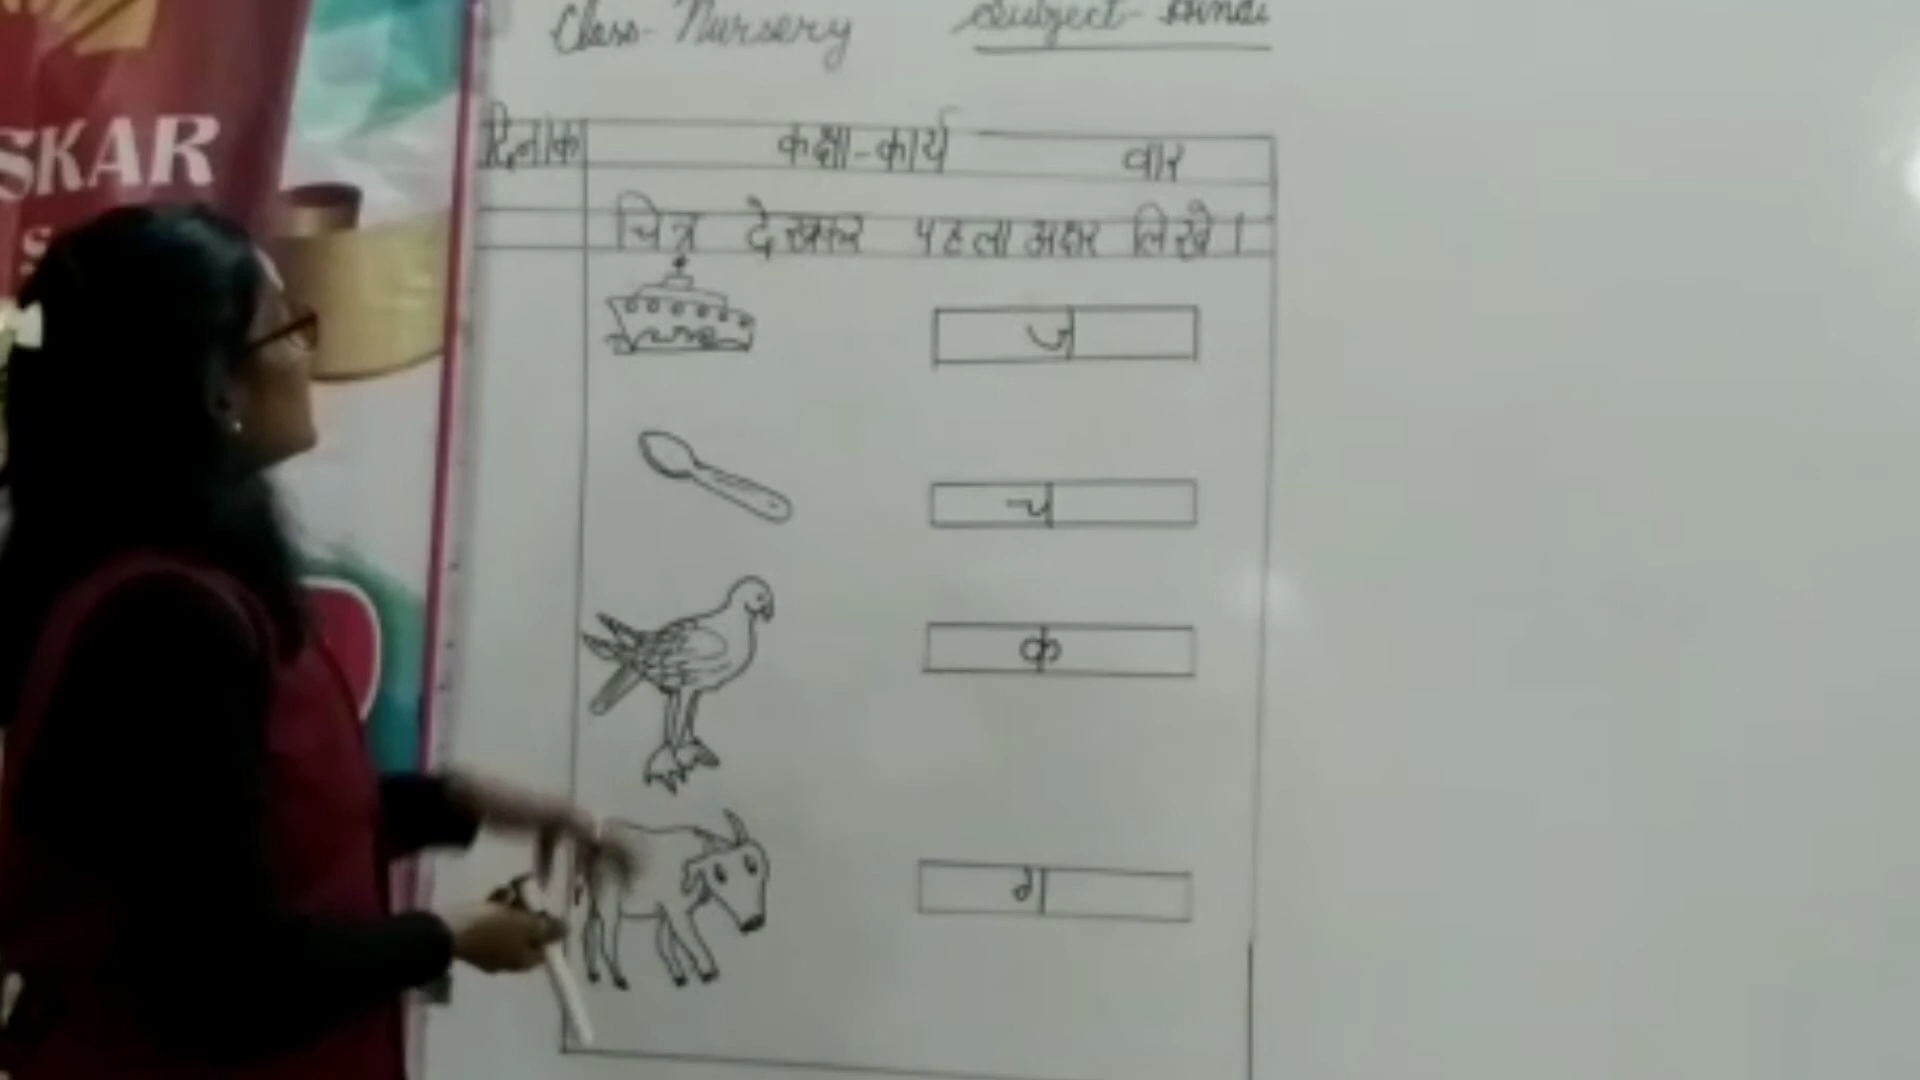 SKAR
S
Class- Nursery Subject- Hindi
दिनांक कक्षा-कार्य वार
चित्र देखकर पहला अक्षर लिखे।
ज
च
क
ग